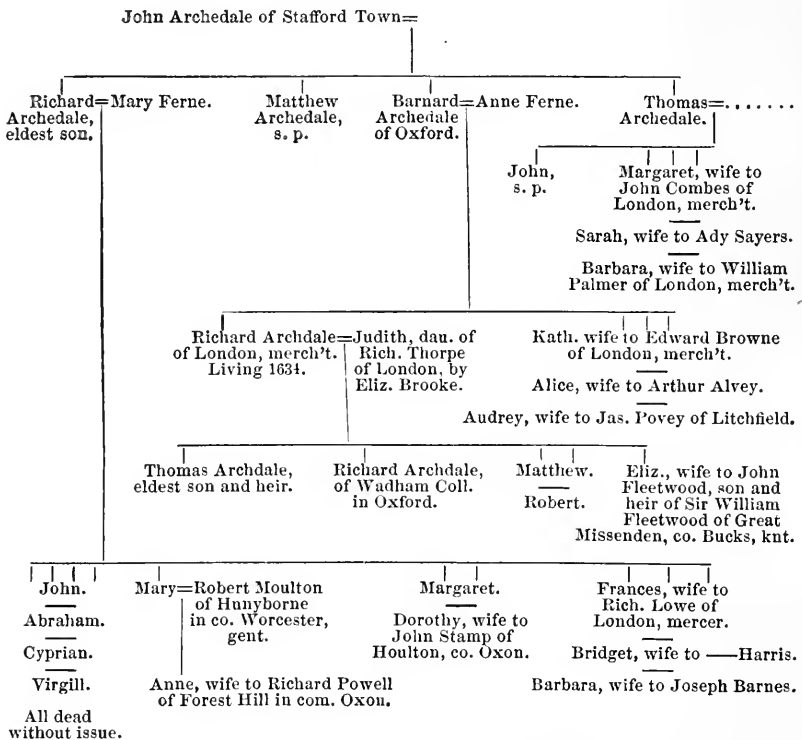 John Archedale of Stafford Town=
Richard=Mary Ferne.
Archedale,
eldest son.
Matthew
Archedale,
s. p.
Barnard=Anne Ferne.
Archedale
of Oxford.
Thomas=.......
Archedale.
John,
s. p.
Margaret, wife to
John Combes of
London, merch't.
Sarah, wife to Ady Sayers.
Barbara, wife to William
Palmer of London, merch't.
Richard Archdale=Judith, dau. of
of London, merch't. Rich. Thorpe
Living 1634. of London, by
Eliz. Brooke.
Kath. wife to Edward Browne
of London, merch't.
Alice, wife to Arthur Alvey.
Audrey, wife to Jas. Povey of Litchfield.
Thomas Archdale,
eldest son and heir.
Richard Archdale,
of Wadham Coll.
in Oxford.
Matthew.
Robert.
Eliz., wife to John
Fleetwood, son and
heir of Sir William
Fleetwood of Great
Missenden, co. Bucks, knt.
John.
Abraham.
Cyprian.
Virgill.
All dead
without issue.
Mary=Robert Moulton
of Hunyborne
in co. Worcester,
gent.
Anne, wife to Richard Powell
of Forest Hill in com. Oxon.
Margaret.
Dorothy, wife to
John Stamp of
Houlton, co. Oxon.
Frances, wife to
Rich. Lowe of
London, mercer.
Bridget, wife to ——Harris.
Barbara, wife to Joseph Barnes.